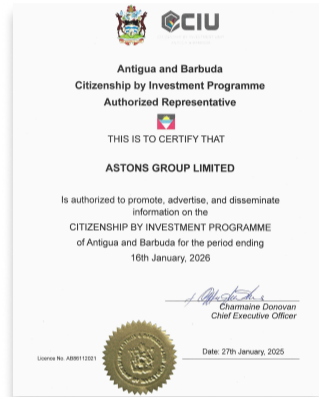 CIU
Antigua and Barbuda
Citizenship by Investment Programme
Authorized Representative
THIS IS TO CERTIFY THAT
ASTONS GROUP LIMITED
Is authorized to promote, advertise, and disseminate
information on the
CITIZENSHIP BY INVESTMENT PROGRAMME
of Antigua and Barbuda for the period ending
16th January, 2026
Charmaine Donovan
Chief Executive Officer
Licence No. AB86112021
Date: 27th January, 2025